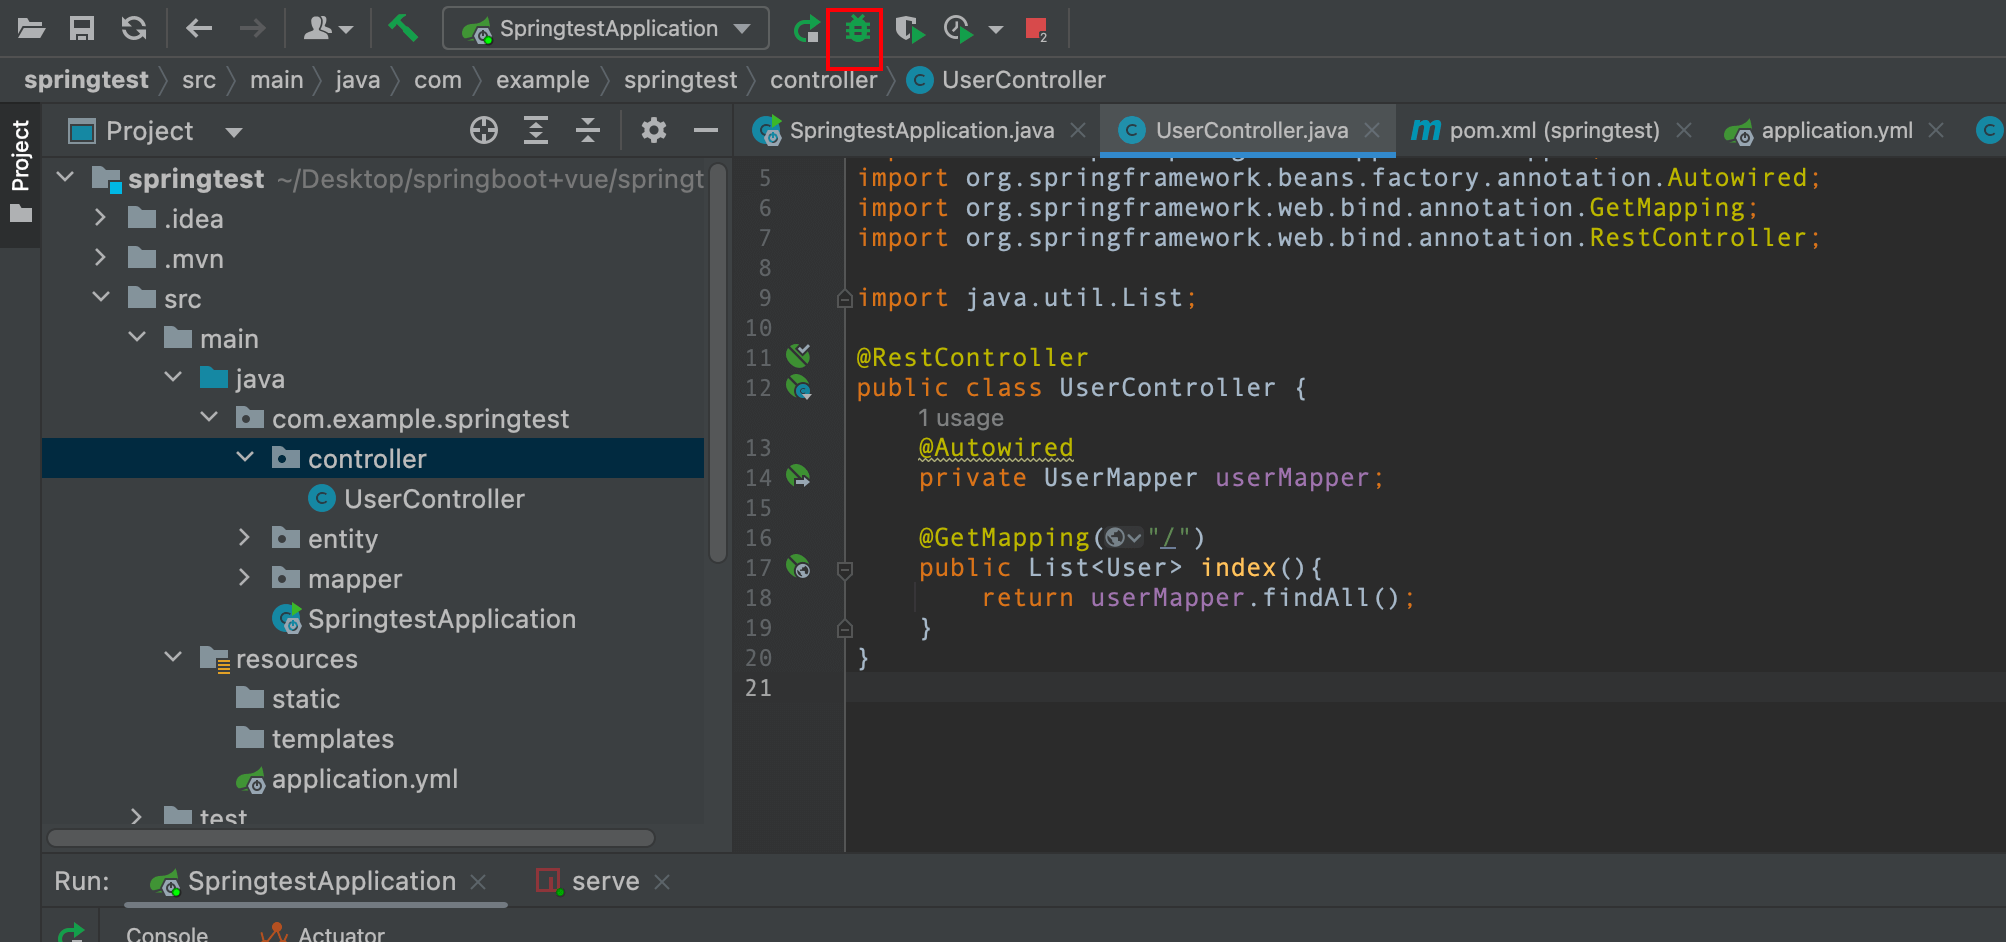 SpringtestApplication
2
springtest src main java com example springtest controller C UserController
Project
Project
SpringtestApplication.java
C UserController.java
m pom.xml (springtest)
application.yml
C
springtest ~/Desktop/springboot+vue/springt
.idea
.mvn
src
main
java
com.example.springtest
controller
C UserController
entity
mapper
SpringtestApplication
resources
static
templates
application.yml
test
5 import org.springframework.beans.factory.annotation.Autowired;
6 import org.springframework.web.bind.annotation.GetMapping;
7 import org.springframework.web.bind.annotation.RestController;
8
9 import java.util.List;
10
11 @RestController
12 public class UserController {
1 usage
13 @Autowired
14 private UserMapper userMapper;
15
16 @GetMapping("/")
17 public List<User> index(){
18 return userMapper.findAll();
19 }
20 }
21
Run: SpringtestApplication serve
Console Actuator